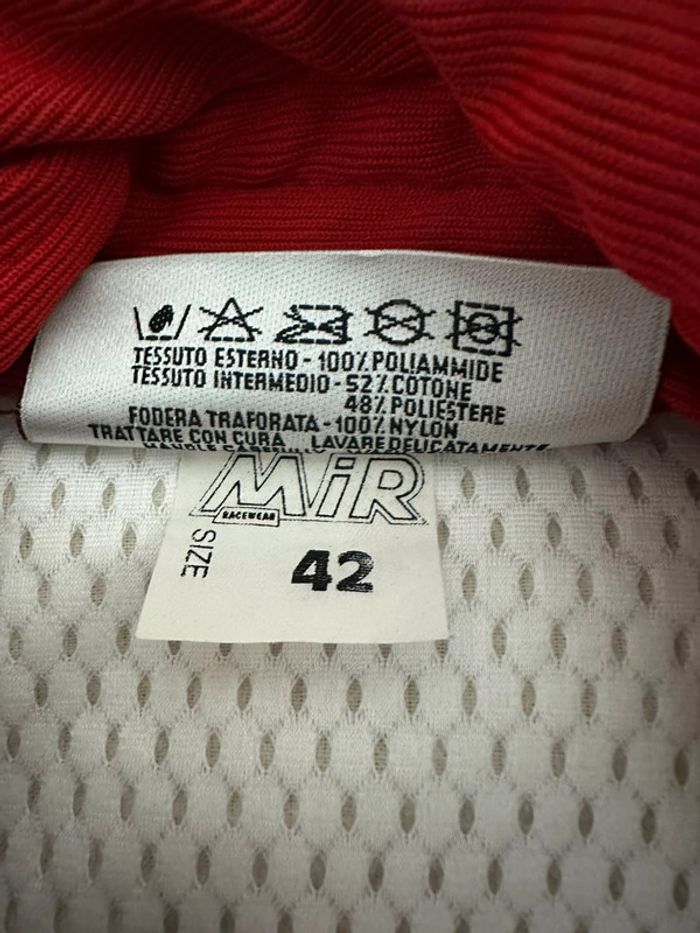 TESSUTO ESTERNO - 100% POLIAMMIDE
TESSUTO INTERMEDIO - 52% COTONE
48% POLIESTERE
FODERA TRAFORATA - 100% NYLON
TRATTARE CON CURA LAVARE DELICATAMENTE
MIR
RACEWEAR
SIZE
42